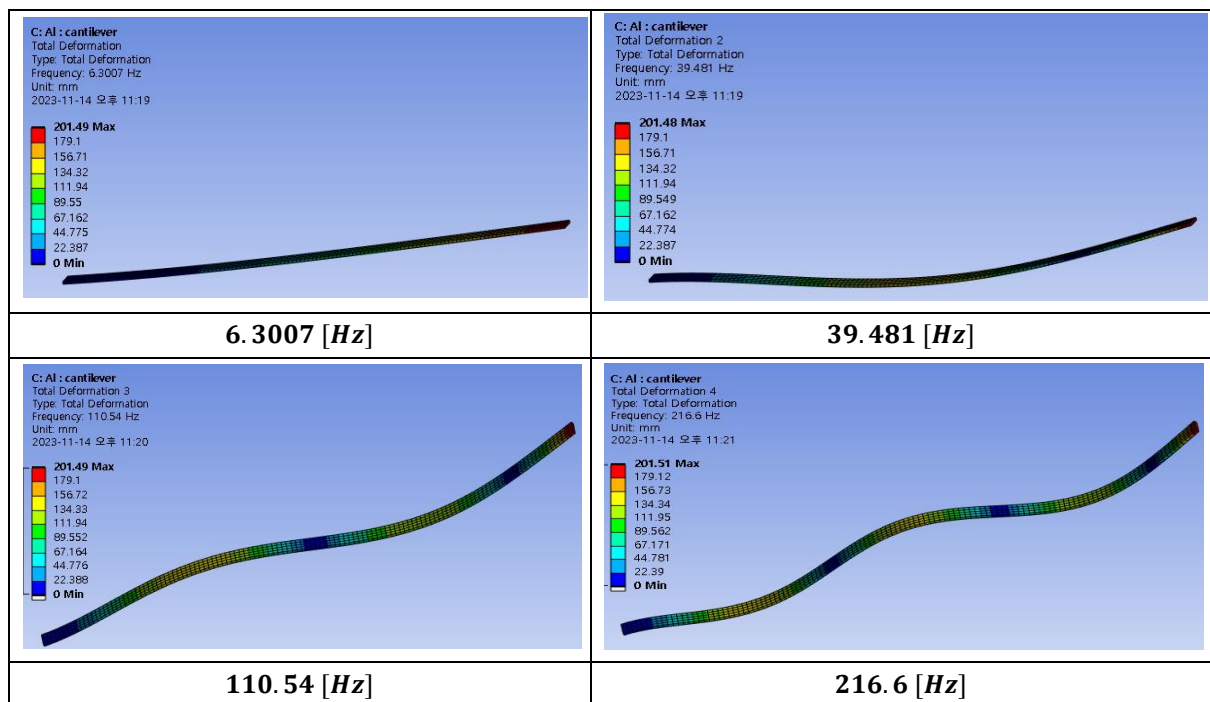 C: Al : cantilever
Total Deformation
Type: Total Deformation
Frequency: 6.3007 Hz
Unit: mm
2023-11-14 오후 11:19
201.49 Max
179.1
156.71
134.32
111.94
89.55
67.162
44.775
22.387
0 Min
C: Al : cantilever
Total Deformation 2
Type: Total Deformation
Frequency: 39.481 Hz
Unit: mm
2023-11-14 오후 11:19
201.48 Max
179.1
156.71
134.32
111.94
89.549
67.162
44.774
22.387
0 Min
6.3007 [Hz]
39.481 [Hz]
C: Al : cantilever
Total Deformation 3
Type: Total Deformation
Frequency: 110.54 Hz
Unit: mm
2023-11-14 오후 11:20
201.49 Max
179.1
156.72
134.33
111.94
89.552
67.164
44.776
22.388
0 Min
C: Al : cantilever
Total Deformation 4
Type: Total Deformation
Frequency: 216.6 Hz
Unit: mm
2023-11-14 오후 11:21
201.51 Max
179.12
156.73
134.34
111.95
89.562
67.171
44.781
22.39
0 Min
110.54 [Hz]
216.6 [Hz]